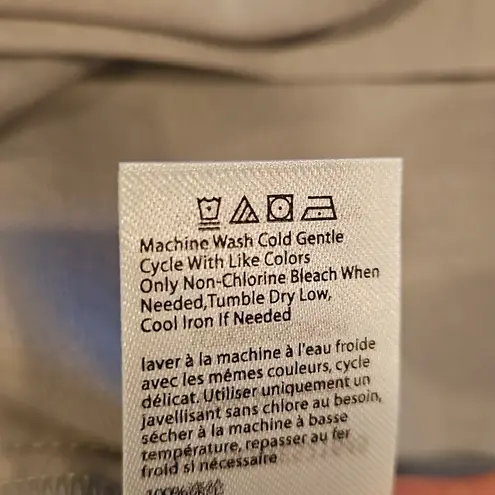 Machine Wash Cold Gentle
Cycle With Like Colors
Only Non-Chlorine Bleach When
Needed,Tumble Dry Low,
Cool Iron If Needed
laver à la machine à l'eau froide
avec les mêmes couleurs, cycle
délicat. Utiliser uniquement un
javellisant sans chlore au besoin,
sécher à la machine à basse
température, repasser au fer
froid si nécessaire
100%